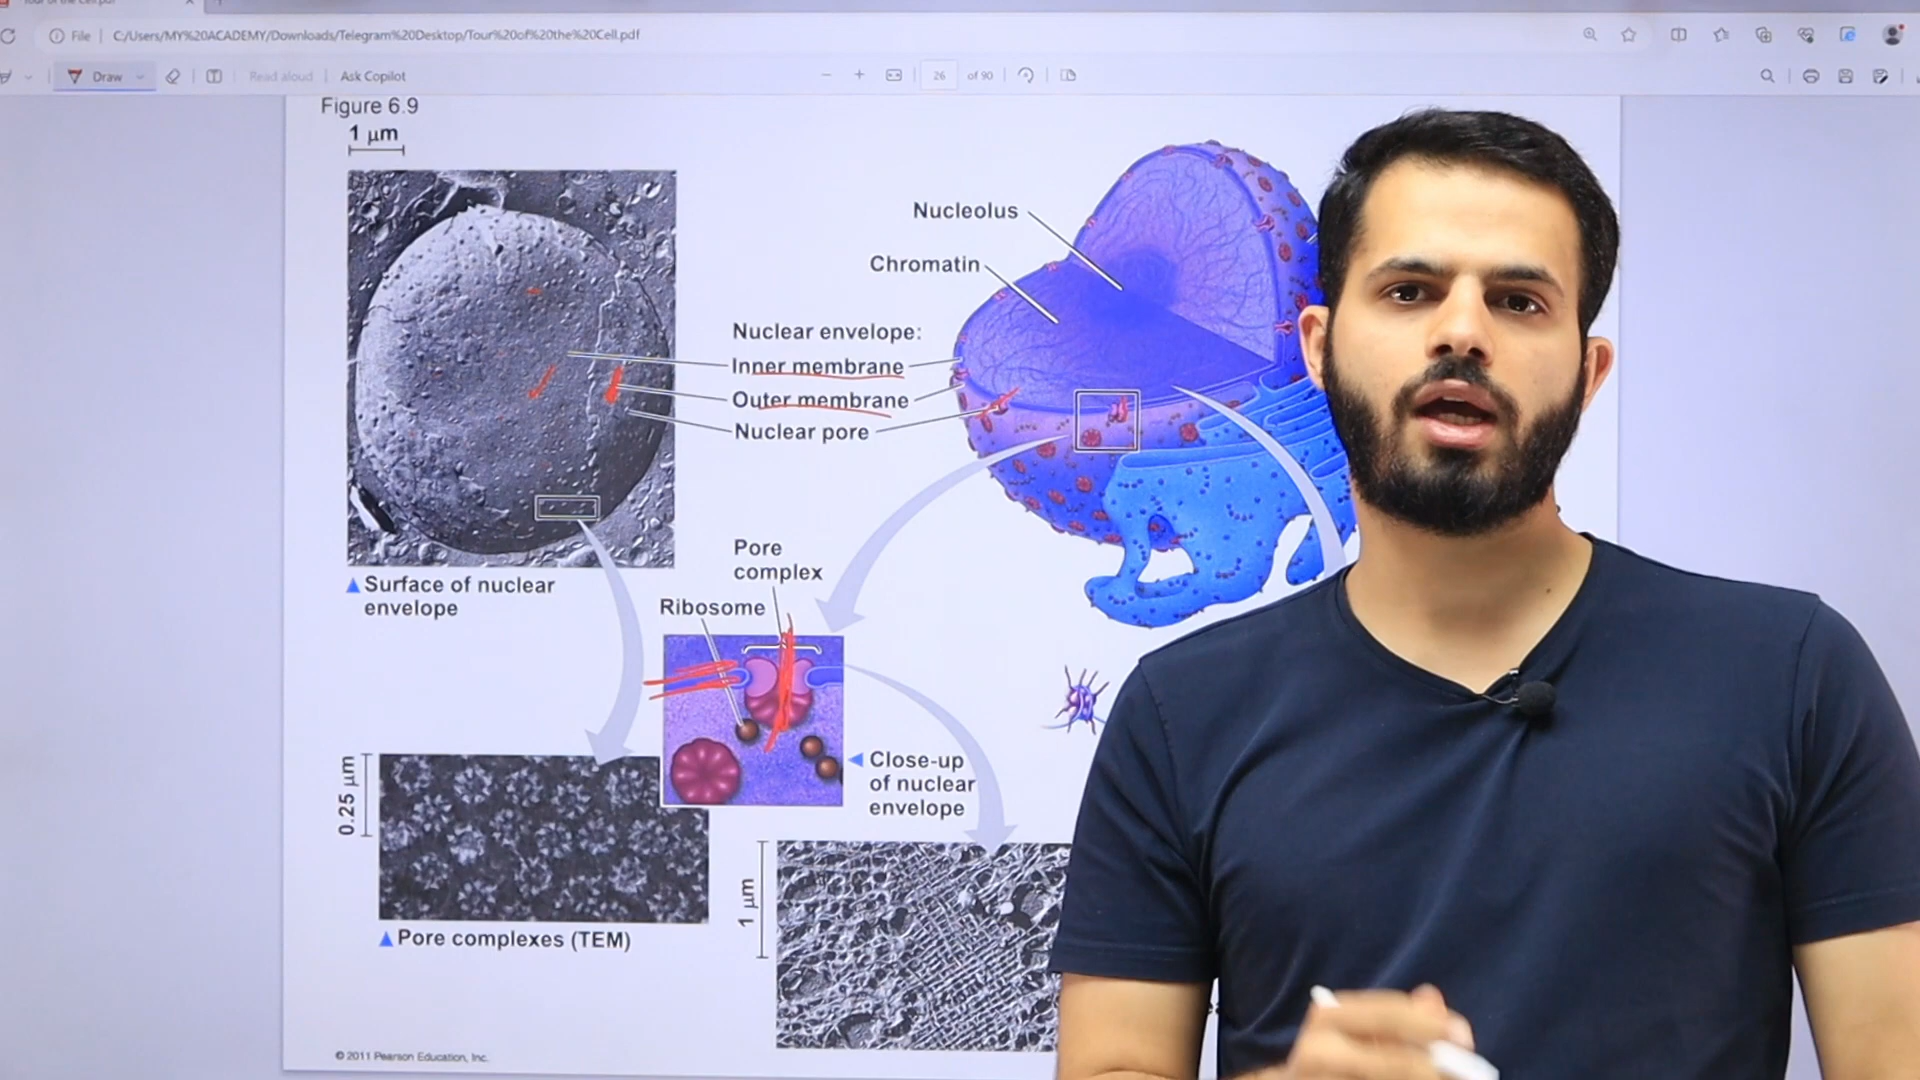 File
C:/Users/MY%20ACADEMY/Downloads/Telegram%20Desktop/Tour%20of%20the%20Cell.pdf
Draw
Read aloud
Ask Copilot
26
of 90
Figure 6.9
1 μm
Nucleolus
Chromatin
Nuclear envelope:
Inner membrane
Outer membrane
Nuclear pore
Surface of nuclear
envelope
Pore
complex
Ribosome
0.25 μm
Close-up
of nuclear
envelope
1 μm
Pore complexes (TEM)
© 2011 Pearson Education, Inc.